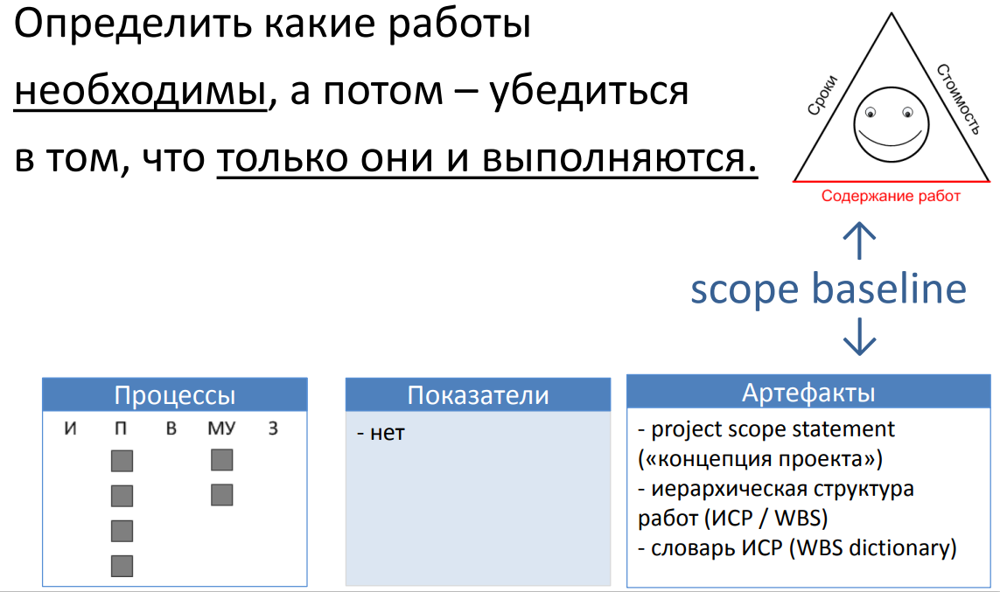 Определить какие работы
необходимы, а потом – убедиться
в том, что только они и выполняются.
Сроки
Стоимость
Содержание работ
scope baseline
Процессы
И П В МУ З
Показатели
- нет
Артефакты
- project scope statement
(«концепция проекта»)
- иерархическая структура
работ (ИСР / WBS)
- словарь ИСР (WBS dictionary)